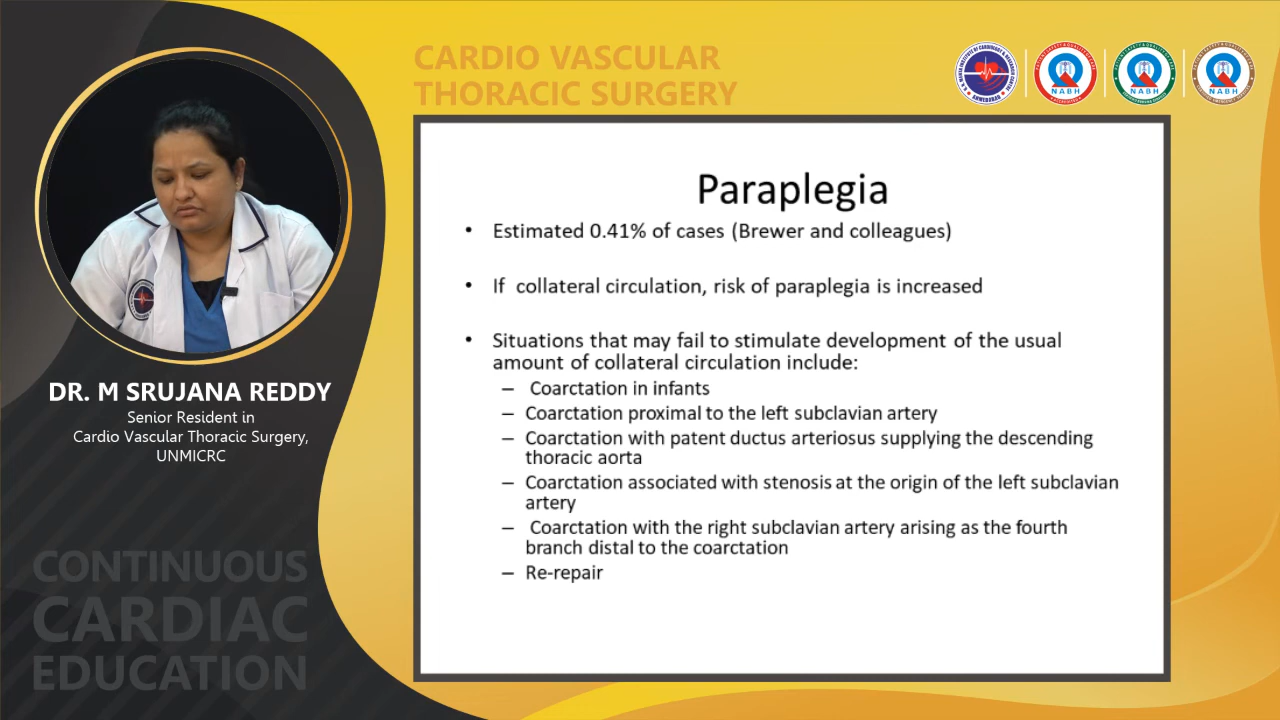 CARDIO VASCULAR
THORACIC SURGERY
NABH
NABH
NABH
Paraplegia
• Estimated 0.41% of cases (Brewer and colleagues)
• If collateral circulation, risk of paraplegia is increased
• Situations that may fail to stimulate development of the usual
amount of collateral circulation include:
– Coarctation in infants
– Coarctation proximal to the left subclavian artery
– Coarctation with patent ductus arteriosus supplying the descending
thoracic aorta
– Coarctation associated with stenosis at the origin of the left subclavian
artery
– Coarctation with the right subclavian artery arising as the fourth
branch distal to the coarctation
– Re-repair
DR. M SRUJANA REDDY
Senior Resident in
Cardio Vascular Thoracic Surgery,
UNMICRC
CONTINUOUS
CARDIAC
EDUCATION